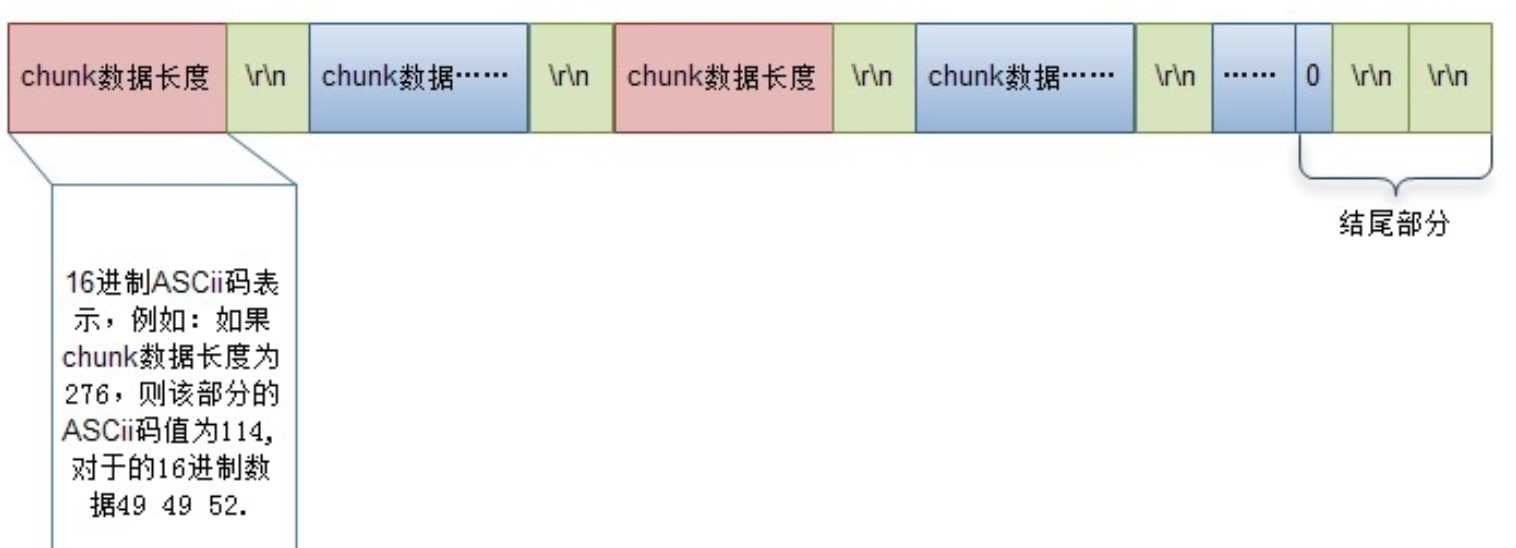 chunk数据长度 \r\n chunk数据…… \r\n chunk数据长度 \r\n chunk数据…… \r\n …… 0 \r\n \r\n
结尾部分
16进制ASCii码表
示，例如：如果
chunk数据长度为
276，则该部分的
ASCii码值为114,
对于的16进制数
据49 49 52.